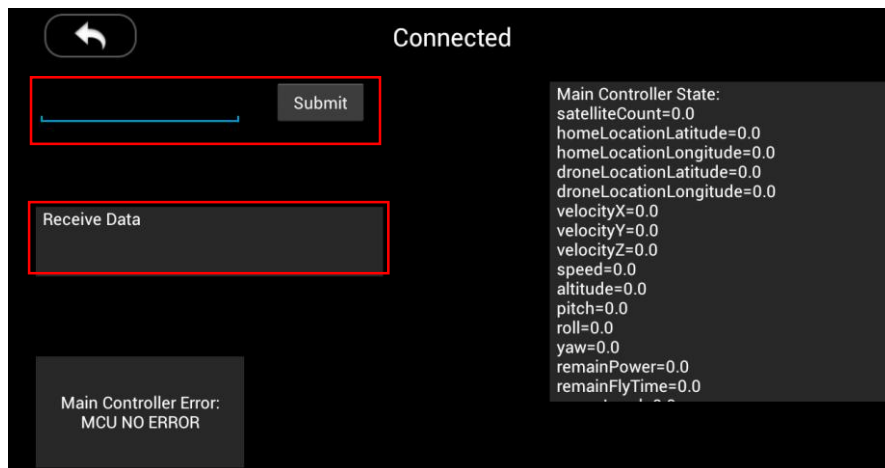 Connected
Submit
Receive Data
Main Controller Error:
MCU NO ERROR
Main Controller State:
satelliteCount=0.0
homeLocationLatitude=0.0
homeLocationLongitude=0.0
droneLocationLatitude=0.0
droneLocationLongitude=0.0
velocityX=0.0
velocityY=0.0
velocityZ=0.0
speed=0.0
altitude=0.0
pitch=0.0
roll=0.0
yaw=0.0
remainPower=0.0
remainFlyTime=0.0